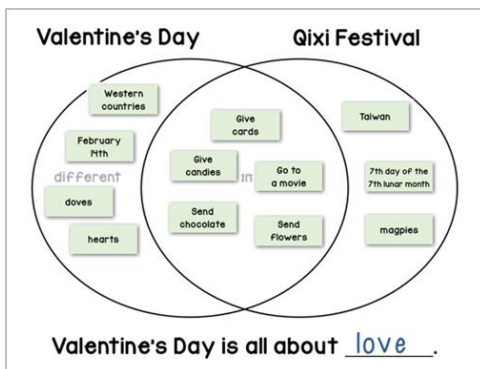 Valentine's Day
Qixi Festival
Western
countries
February
14th
different
doves
hearts
Give
cards
Give
candies
Go to
a movie
Send
chocolate
Send
flowers
Taiwan
7th day of the
7th lunar month
magpies
Valentine's Day is all about love.